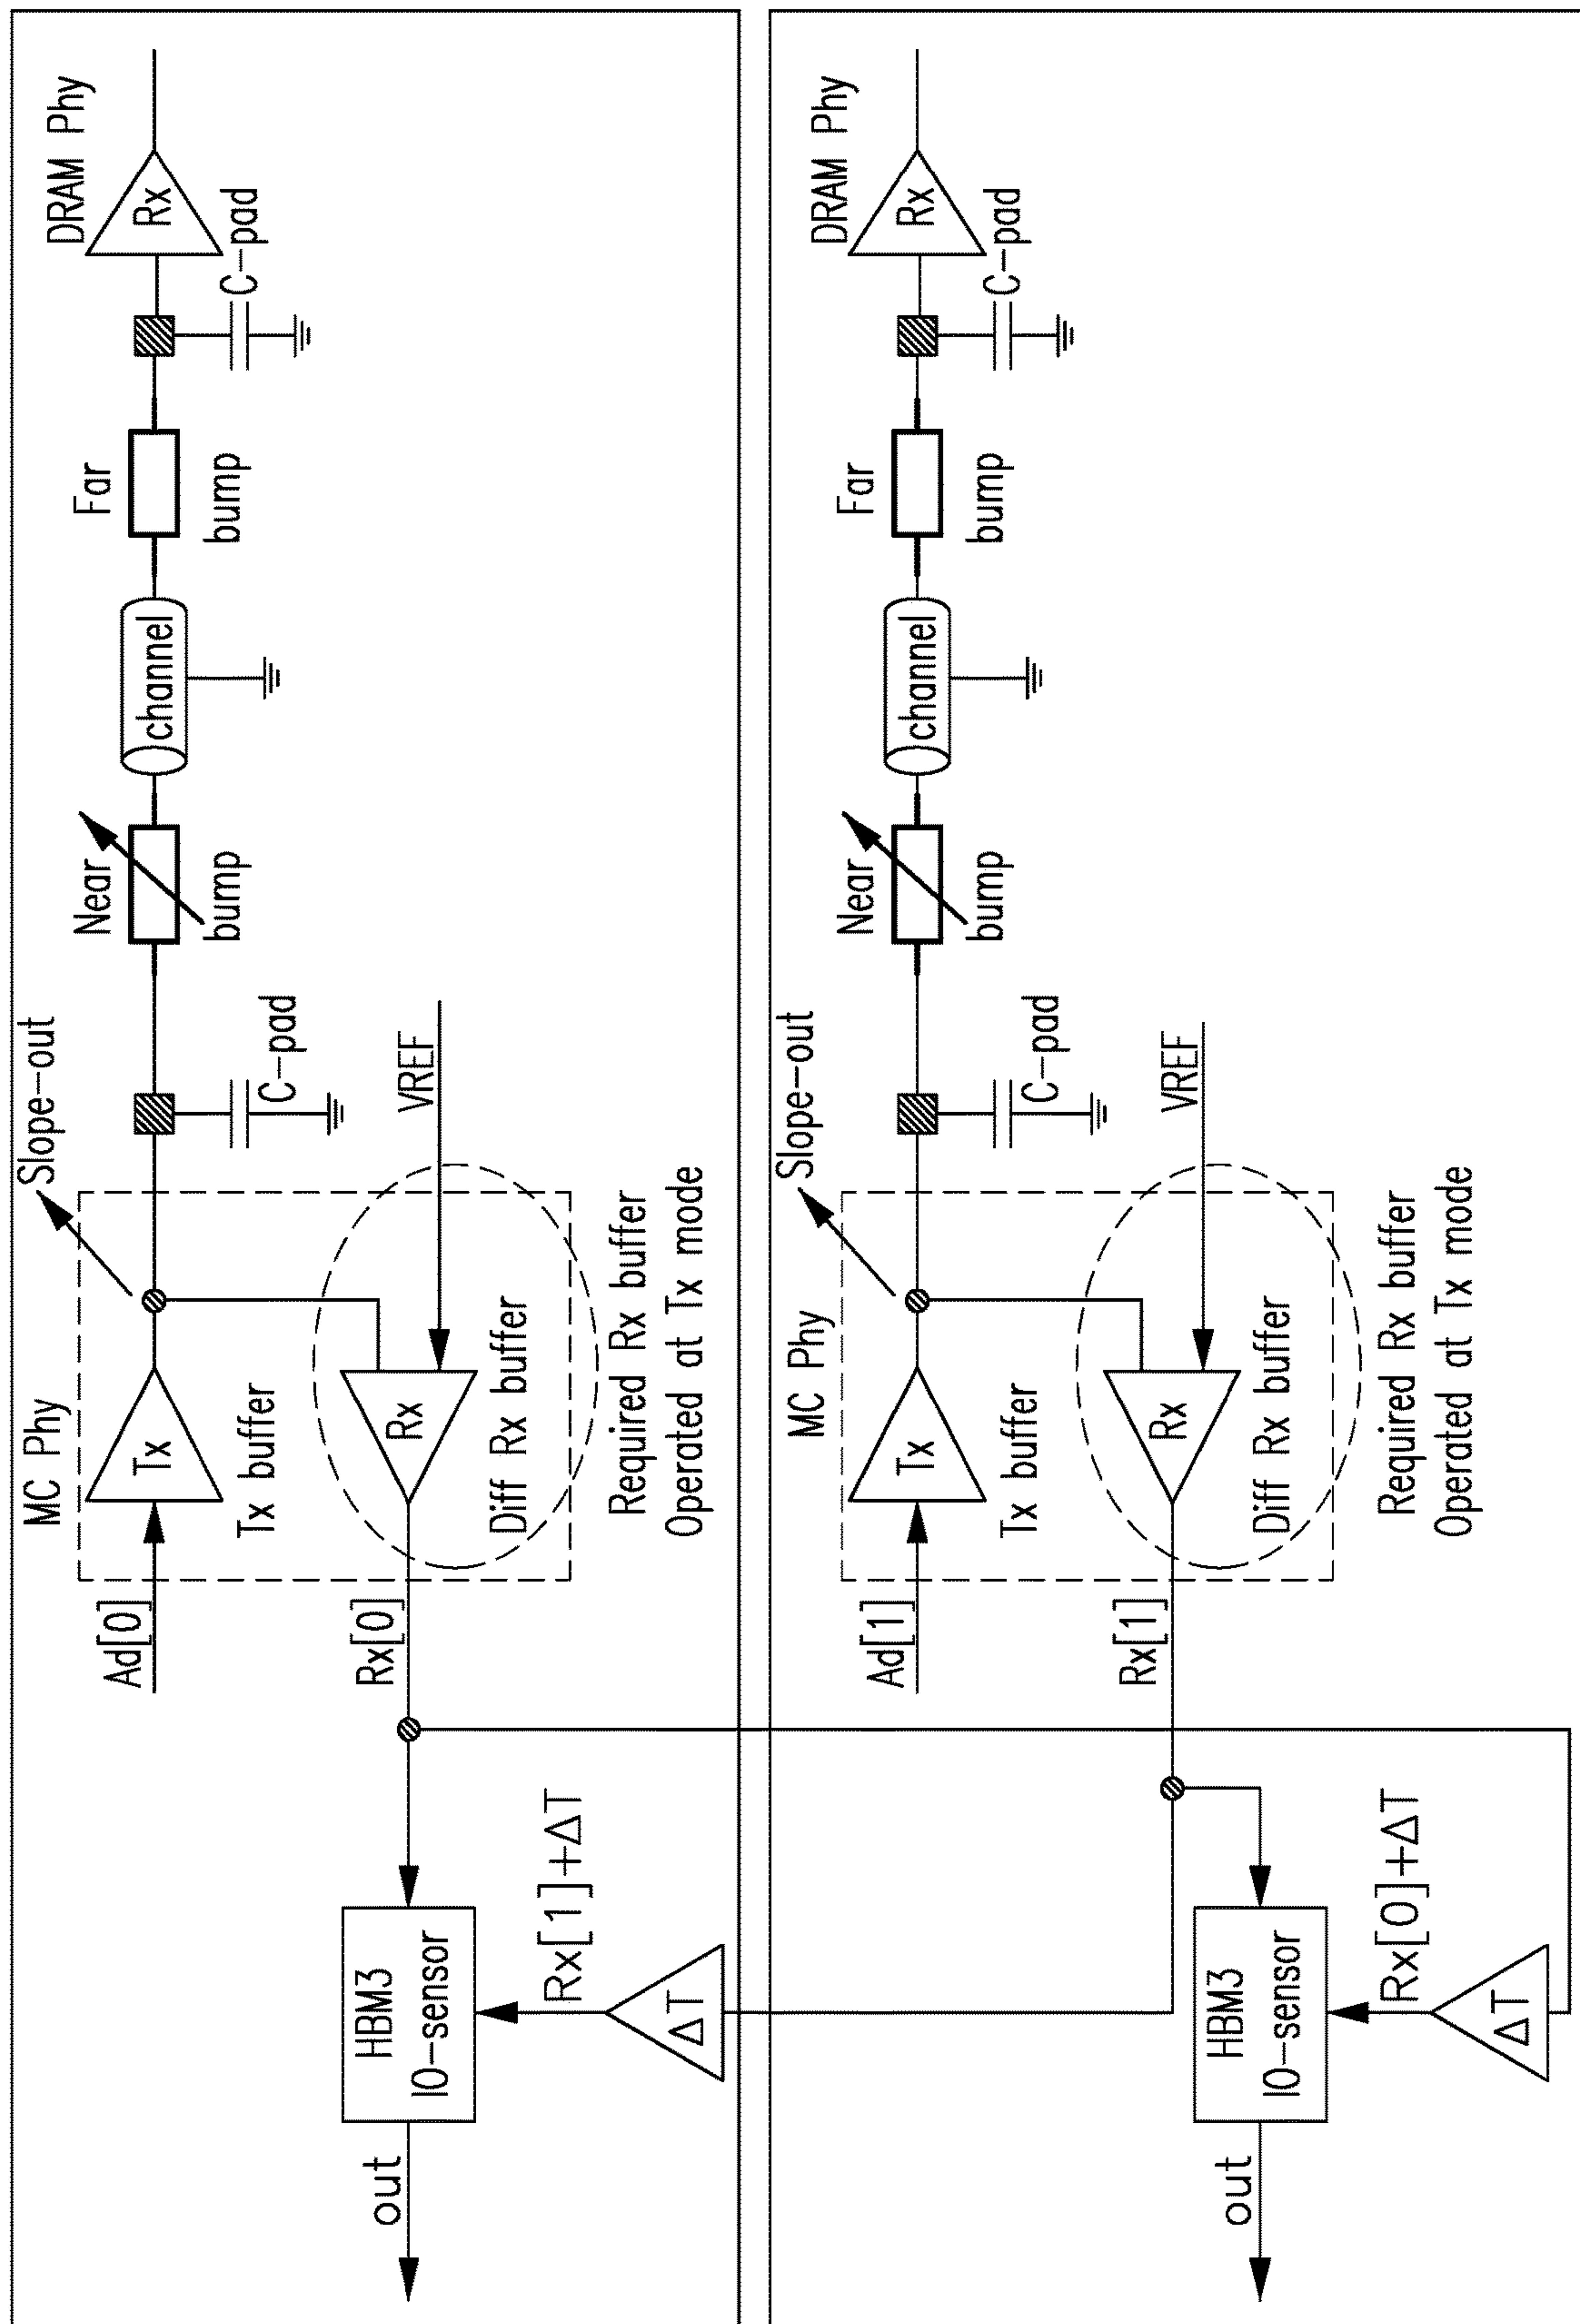 MC Phy
Slope-out
DRAM Phy
Ad[0]
Tx
Tx buffer
C-pad
Near
bump
channel
Far
bump
Rx
C-pad
VREF
Rx[0]
Rx
Diff Rx buffer
Required Rx buffer
Operated at Tx mode
HBM3
IO-sensor
out
Rx[1]+ΔT
ΔT
MC Phy
Slope-out
DRAM Phy
Ad[1]
Tx
Tx buffer
C-pad
Near
bump
channel
Far
bump
Rx
C-pad
VREF
Rx[1]
Rx
Diff Rx buffer
Required Rx buffer
Operated at Tx mode
HBM3
IO-sensor
out
Rx[0]+ΔT
ΔT